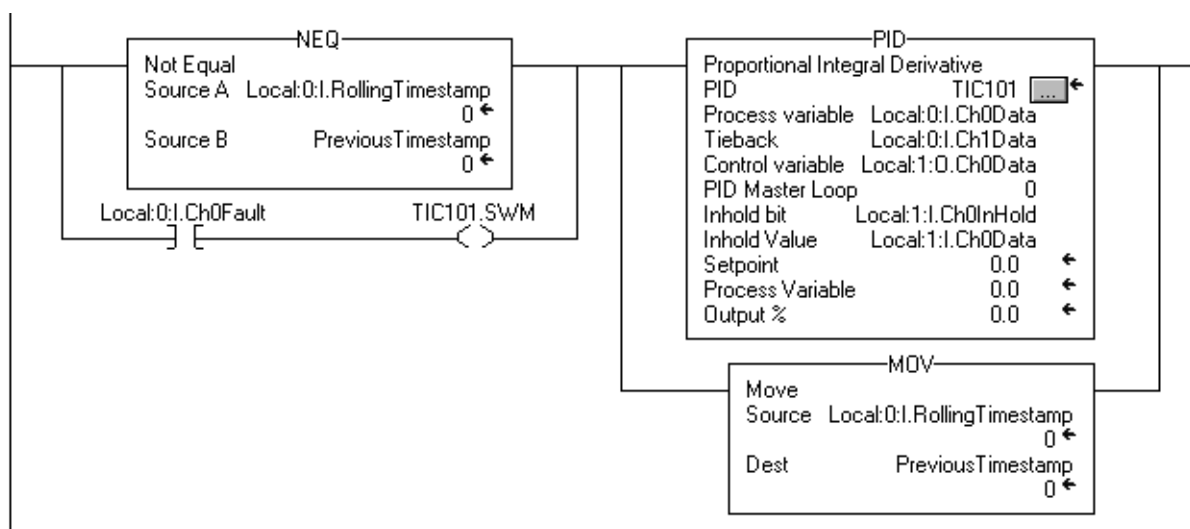 NEQ
Not Equal
Source A Local:0:I.RollingTimestamp
0
Source B PreviousTimestamp
0
Local:0:I.Ch0Fault TIC101.SWM
PID
Proportional Integral Derivative
PID TIC101 ...
Process variable Local:0:I.Ch0Data
Tieback Local:0:I.Ch1Data
Control variable Local:1:O.Ch0Data
PID Master Loop 0
Inhold bit Local:1:I.Ch0InHold
Inhold Value Local:1:I.Ch0Data
Setpoint 0.0
Process Variable 0.0
Output % 0.0
MOV
Move
Source Local:0:I.RollingTimestamp
0
Dest PreviousTimestamp
0